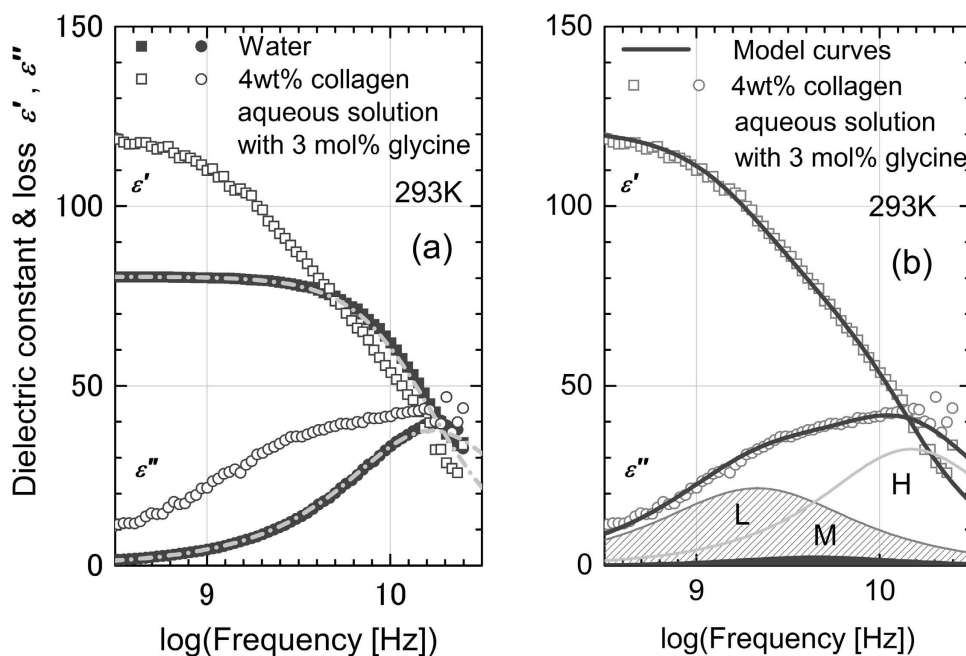 Dielectric constant & loss ε', ε"
150
100
50
0
Water
4wt% collagen
aqueous solution
with 3 mol% glycine
ε'
293K
(a)
ε"
9
10
log(Frequency [Hz])
150
100
50
0
Model curves
4wt% collagen
aqueous solution
with 3 mol% glycine
ε'
293K
(b)
ε"
H
L
M
9
10
log(Frequency [Hz])